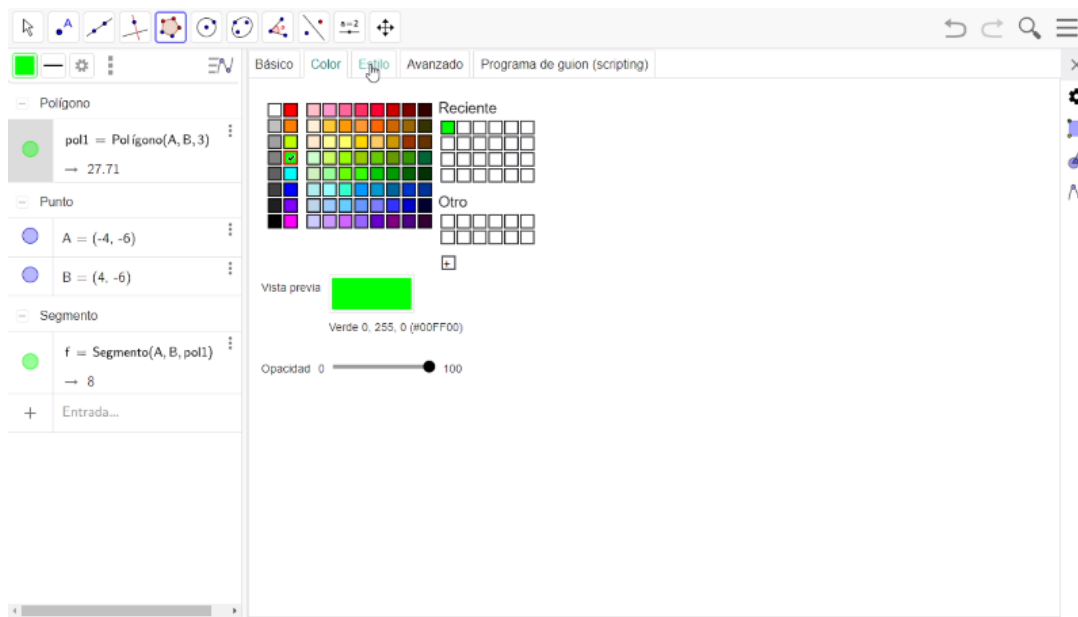 A
a=2
Básico Color Estilo Avanzado Programa de guion (scripting)
Polígono
pol1 = Polígono(A, B, 3)
→ 27.71
Punto
A = (-4, -6)
B = (4, -6)
Segmento
f = Segmento(A, B, pol1)
→ 8
+ Entrada...
Reciente
Otro
+
Vista previa
Verde 0, 255, 0 (#00FF00)
Opacidad 0 100